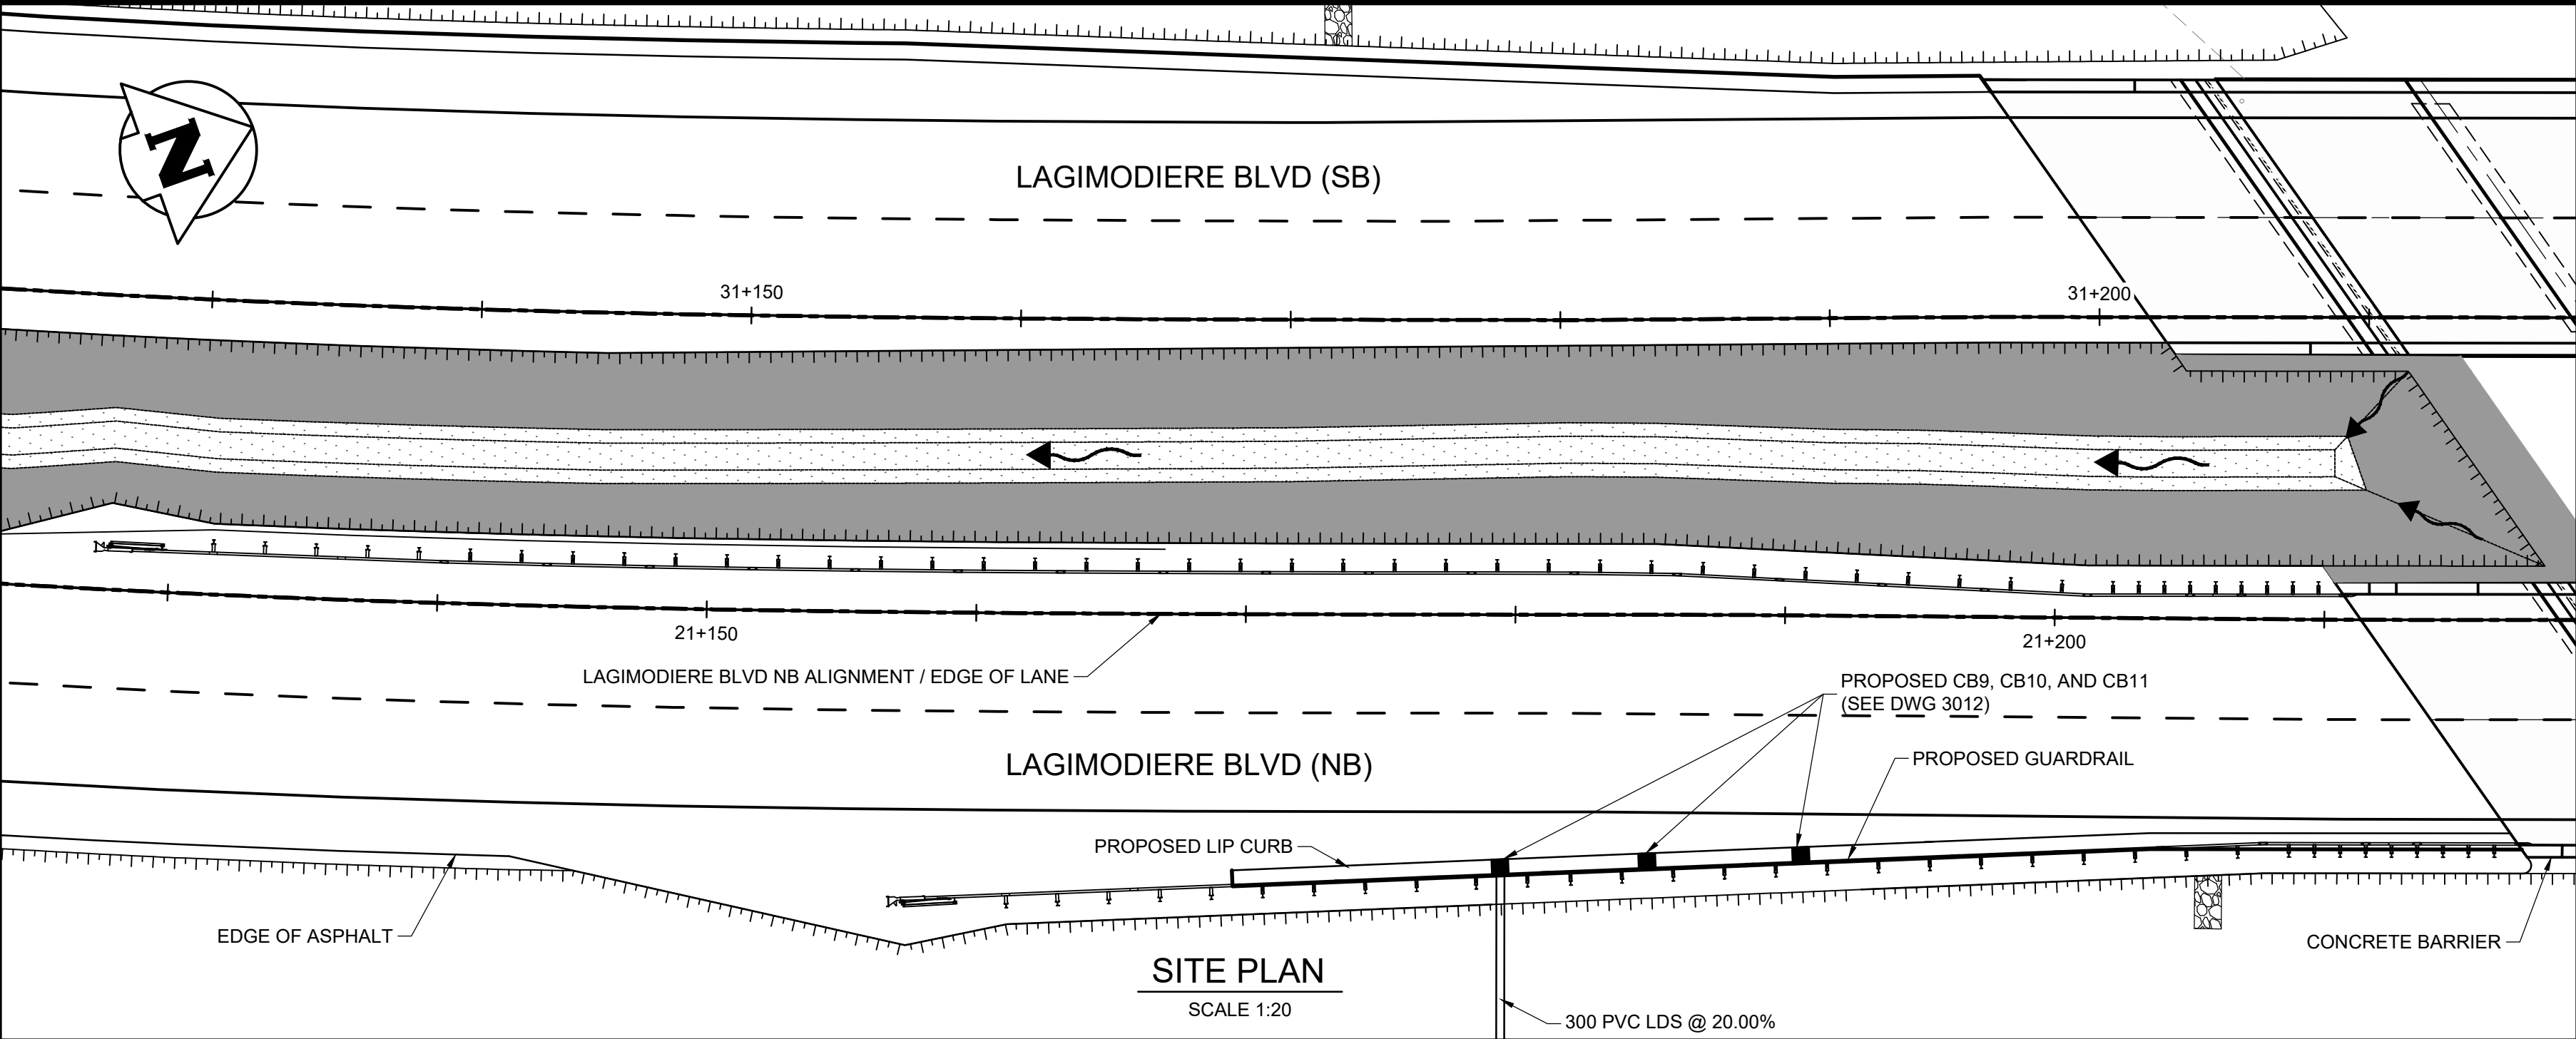 N
LAGIMODIERE BLVD (SB)
31+150
31+200
21+150
21+200
LAGIMODIERE BLVD NB ALIGNMENT / EDGE OF LANE
PROPOSED CB9, CB10, AND CB11
(SEE DWG 3012)
LAGIMODIERE BLVD (NB)
PROPOSED GUARDRAIL
PROPOSED LIP CURB
EDGE OF ASPHALT
CONCRETE BARRIER
SITE PLAN
SCALE 1:20
300 PVC LDS @ 20.00%